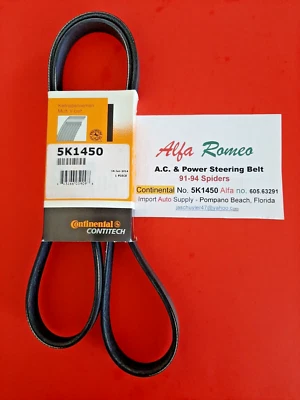 5K1450
Continental
CONTITECH
Alfa Romeo
A.C. & Power Steering Belt
91-94 Spiders
Continental No. 5K1450 Alfa no. 605.63291
Import Auto Supply - Pompano Beach, Florida